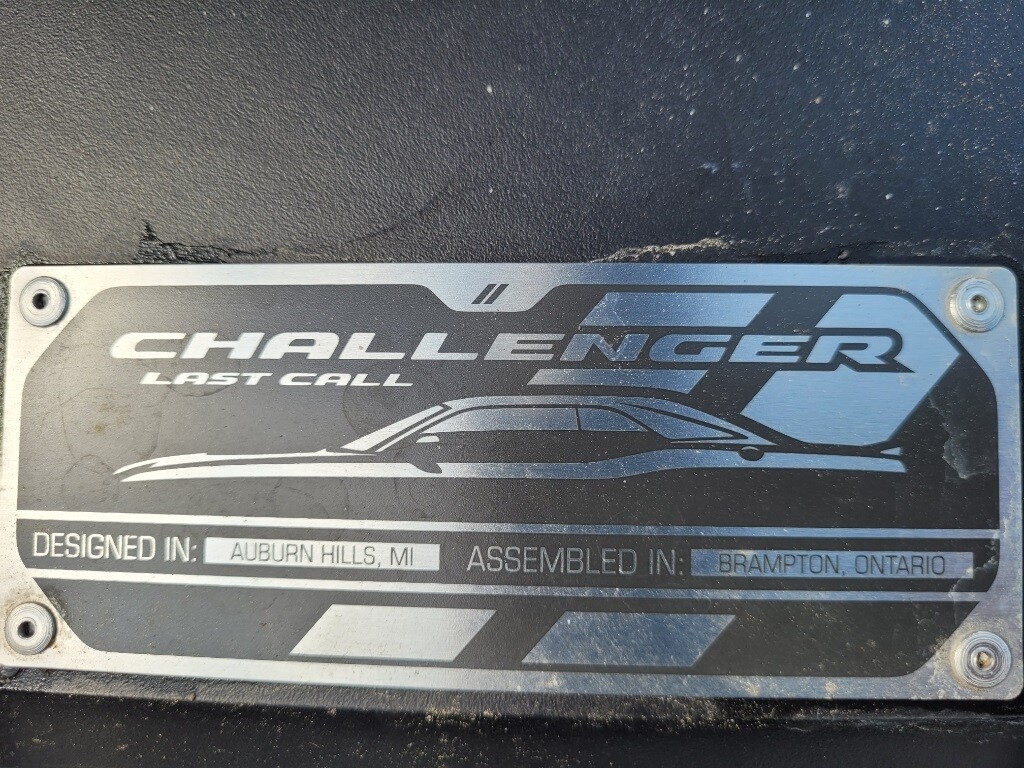 CHALLENGER
LAST CALL
DESIGNED IN: AUBURN HILLS, MI ASSEMBLED IN: BRAMPTON, ONTARIO